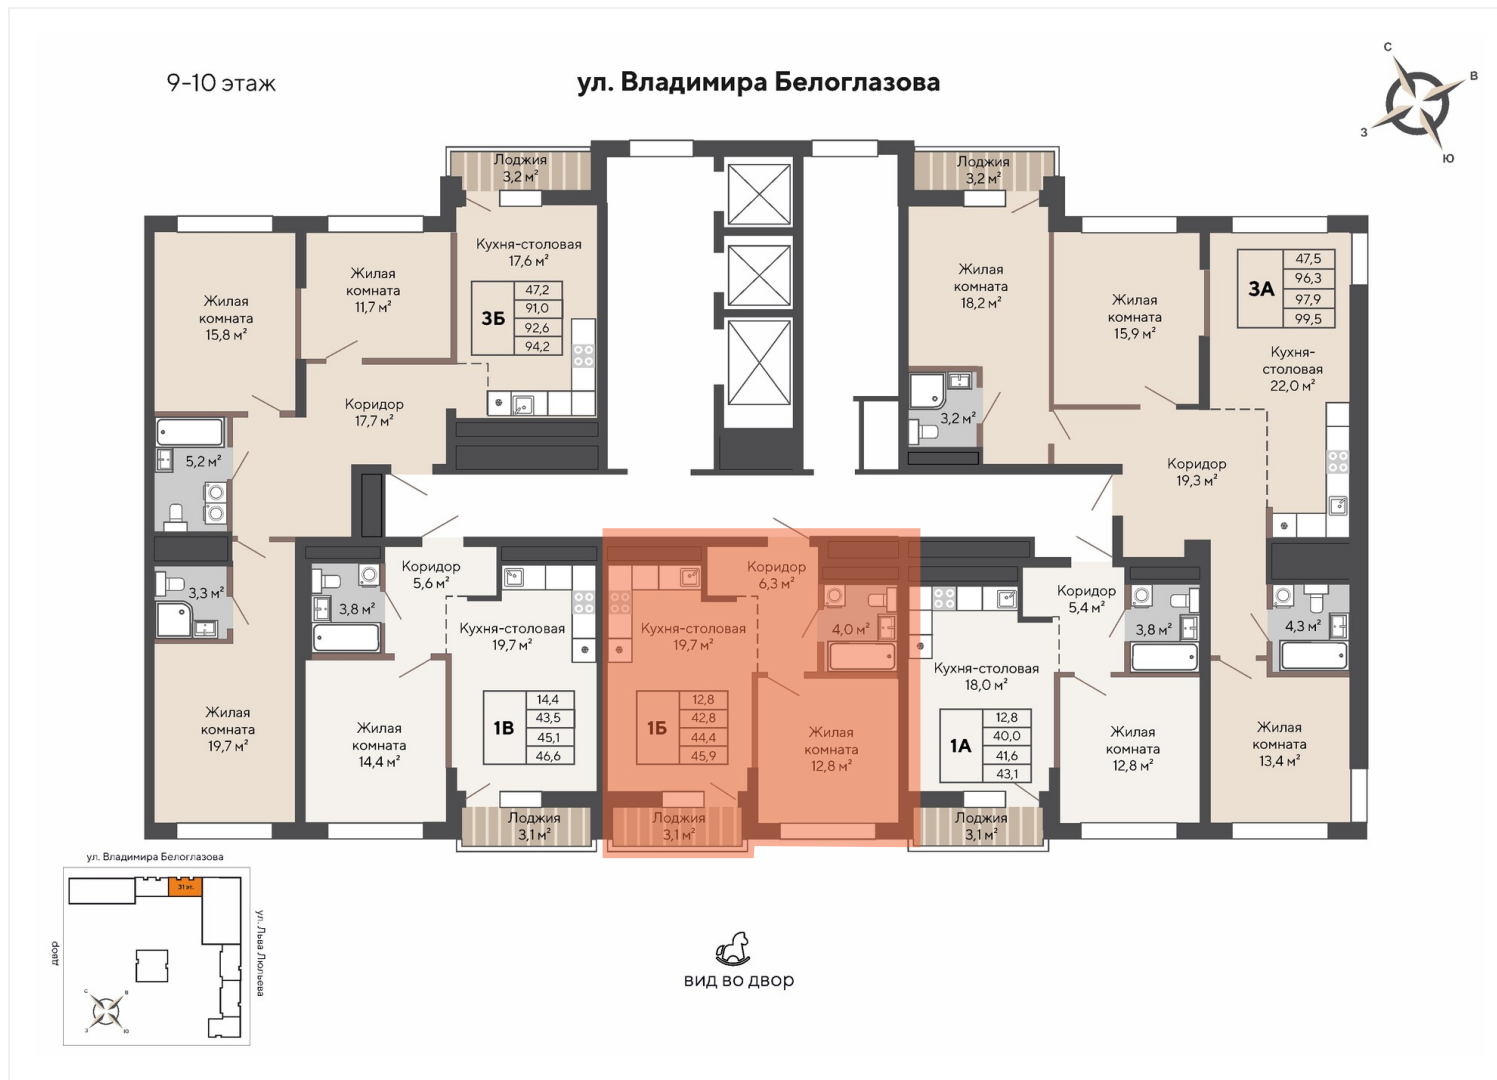 9-10 этаж
ул. Владимира Белоглазова
С
В
З
Ю
Лоджия
3,2 м²
Кухня-столовая
17,6 м²
Жилая
комната
11,7 м²
Жилая
комната
15,8 м²
3Б
47,2
91,0
92,6
94,2
Коридор
17,7 м²
5,2 м²
3,3 м²
Жилая
комната
19,7 м²
Лоджия
3,2 м²
Жилая
комната
18,2 м²
Жилая
комната
15,9 м²
3А
47,5
96,3
97,9
99,5
Кухня-
столовая
22,0 м²
3,2 м²
Коридор
19,3 м²
4,3 м²
Жилая
комната
13,4 м²
Коридор
5,6 м²
3,8 м²
Кухня-столовая
19,7 м²
1В
14,4
43,5
45,1
46,6
Жилая
комната
14,4 м²
Лоджия
3,1 м²
Коридор
6,3 м²
4,0 м²
Кухня-столовая
19,7 м²
1Б
12,8
42,8
44,4
45,9
Жилая
комната
12,8 м²
Лоджия
3,1 м²
Коридор
5,4 м²
3,8 м²
Кухня-столовая
18,0 м²
1А
12,8
40,0
41,6
43,1
Жилая
комната
12,8 м²
Лоджия
3,1 м²
ул. Владимира Белоглазова
31 эт.
двор
ул. Льва Люльева
С
В
З
Ю
вид во двор